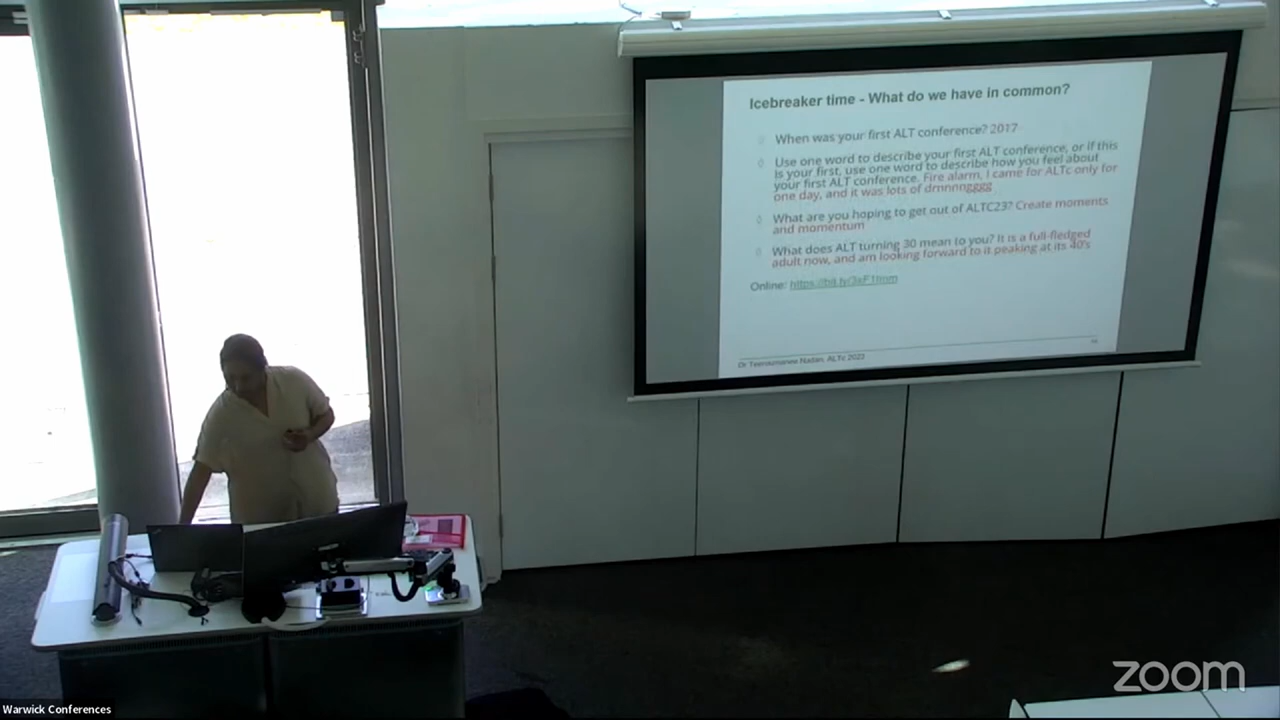 Icebreaker time - What do we have in common?
When was your first ALT conference? 2017
Use one word to describe your first ALT conference, or if this
is your first, use one word to describe how you feel about
your first ALT conference. Fire alarm, I came for ALTc only for
one day, and it was lots of drnnnngggg
What are you hoping to get out of ALTC23? Create moments
and momentum
What does ALT turning 30 mean to you? It is a full-fledged
adult now, and am looking forward to it peaking at its 40's
Online:
Nadan, ALTc 2023
zoom
Warwick Conferences